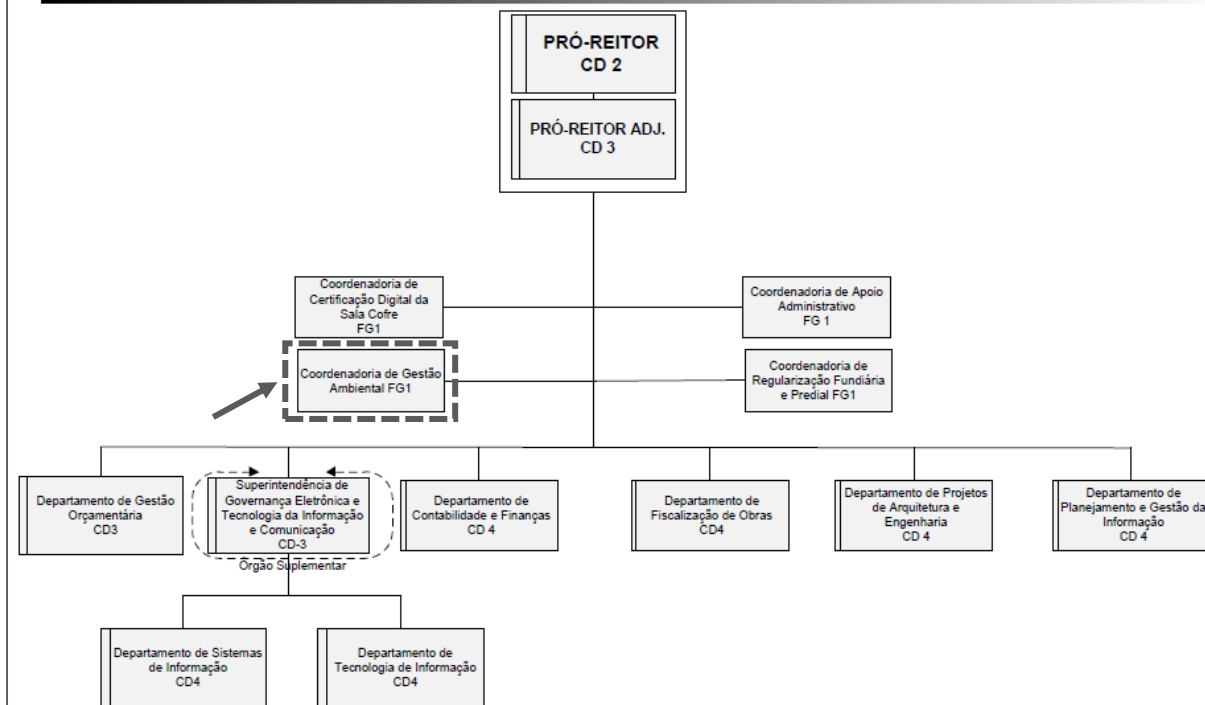 PRÓ-REITOR
CD 2
PRÓ-REITOR ADJ.
CD 3
Coordenadoria de
Certificação Digital da
Sala Cofre
FG1
Coordenadoria de Apoio
Administrativo
FG 1
Coordenadoria de Gestão
Ambiental FG1
Coordenadoria de
Regularização Fundiária
e Predial FG1
Departamento de Gestão
Orçamentária
CD3
Superintendência de
Governança Eletrônica e
Tecnologia da Informação
e Comunicação
CD-3
Órgão Suplementar
Departamento de
Contabilidade e Finanças
CD 4
Departamento de
Fiscalização de Obras
CD4
Departamento de Projetos
de Arquitetura e
Engenharia
CD 4
Departamento de
Planejamento e Gestão da
Informação
CD 4
Departamento de Sistemas
de Informação
CD4
Departamento de
Tecnologia de Informação
CD4